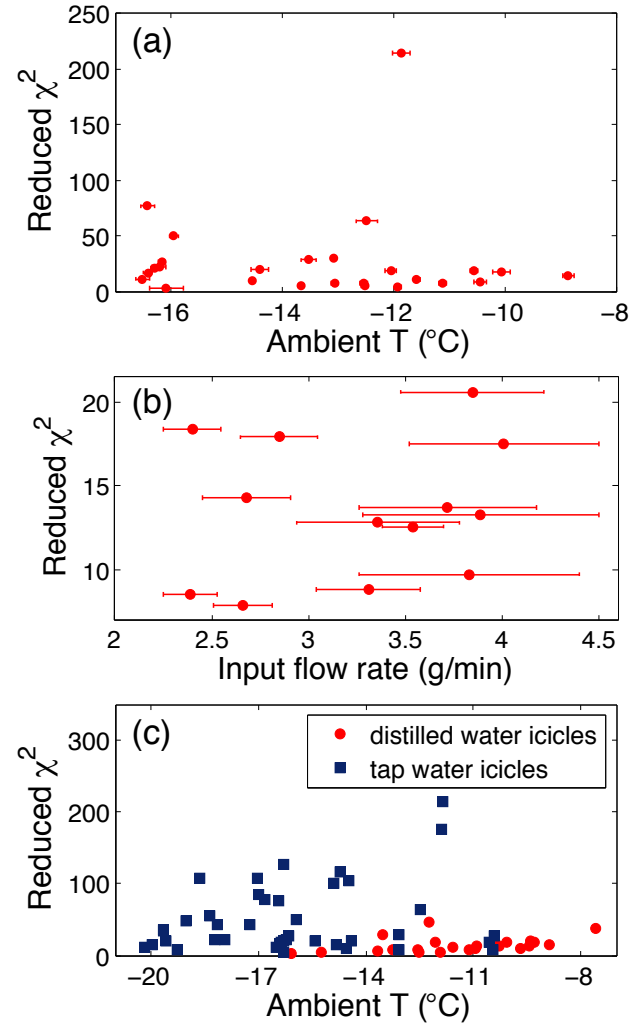 (a)
250
200
150
100
50
0
Reduced χ²
−16 −14 −12 −10 −8
Ambient T (°C)
(b)
20
15
10
Reduced χ²
2 2.5 3 3.5 4 4.5
Input flow rate (g/min)
(c)
distilled water icicles
tap water icicles
300
200
100
0
Reduced χ²
−20 −17 −14 −11 −8
Ambient T (°C)